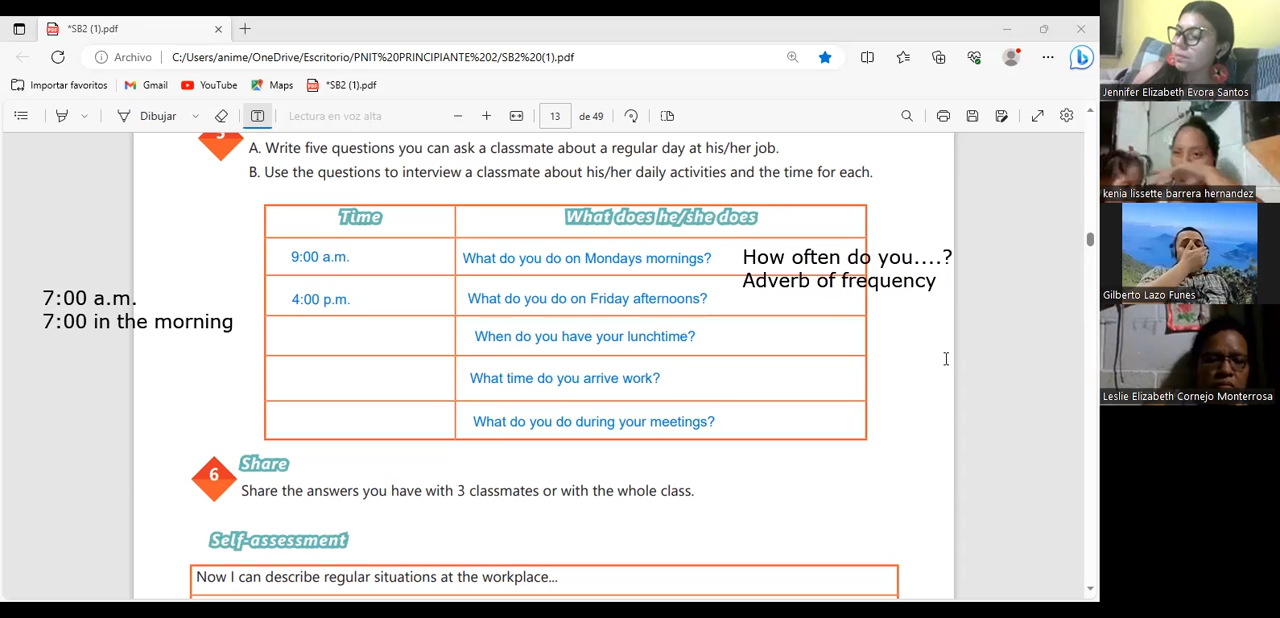 *SB2 (1).pdf
Archivo
C:/Users/anime/OneDrive/Escritorio/PNIT%20PRINCIPIANTE%202/SB2%20(1).pdf
Importar favoritos
Gmail
YouTube
Maps
*SB2 (1).pdf
Dibujar
Lectura en voz alta
13
de 49
A. Write five questions you can ask a classmate about a regular day at his/her job.
B. Use the questions to interview a classmate about his/her daily activities and the time for each.
Time
What does he/she does
9:00 a.m.
What do you do on Mondays mornings?
How often do you....?
Adverb of frequency
4:00 p.m.
What do you do on Friday afternoons?
7:00 a.m.
7:00 in the morning
When do you have your lunchtime?
What time do you arrive work?
What do you do during your meetings?
6
Share
Share the answers you have with 3 classmates or with the whole class.
Self-assessment
Now I can describe regular situations at the workplace...
Jennifer Elizabeth Evora Santos
kenia lissette barrera hernandez
Gilberto Lazo Funes
Leslie Elizabeth Cornejo Monterrosa